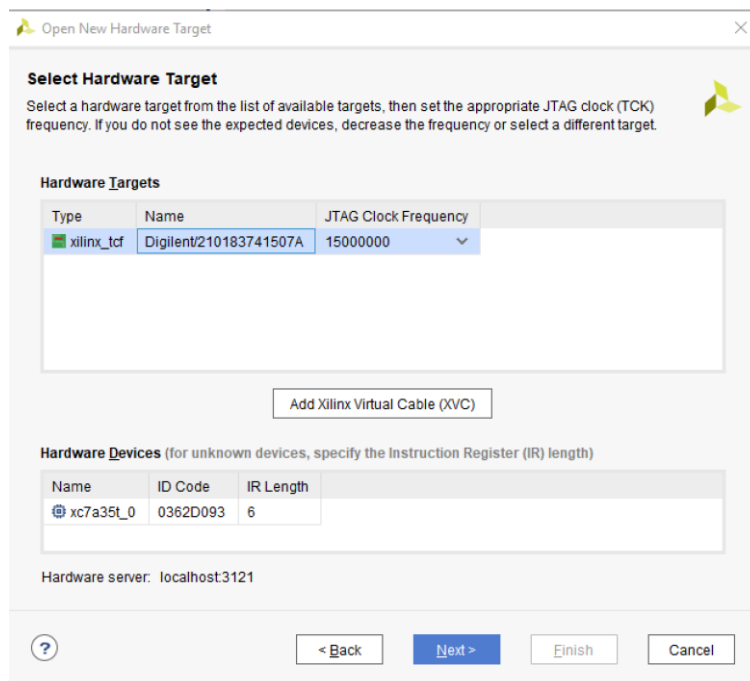 Open New Hardware Target
Select Hardware Target
Select a hardware target from the list of available targets, then set the appropriate JTAG clock (TCK)
frequency. If you do not see the expected devices, decrease the frequency or select a different target.
Hardware Targets
Type Name JTAG Clock Frequency
xilinx_tcf Digilent/210183741507A 15000000
Add Xilinx Virtual Cable (XVC)
Hardware Devices (for unknown devices, specify the Instruction Register (IR) length)
Name ID Code IR Length
xc7a35t_0 0362D093 6
Hardware server: localhost:3121
? < Back Next > Finish Cancel